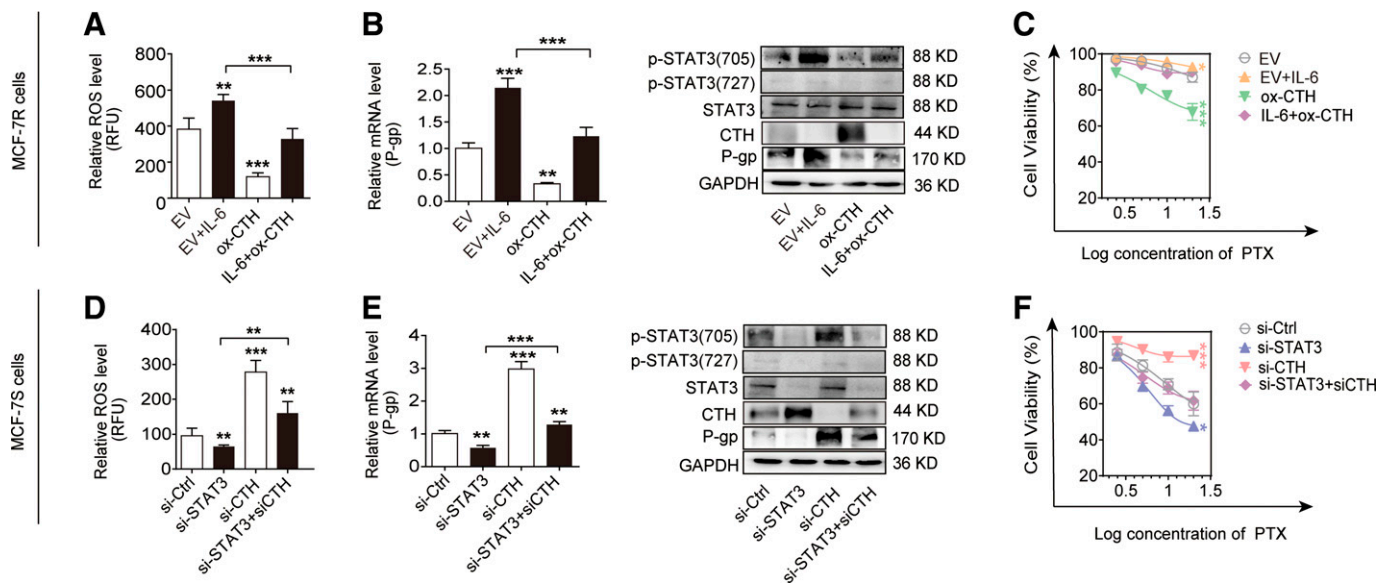 MCF-7R cells
A
Relative ROS level
(RFU)
800
600
400
200
0
**
***
***
EV
EV+IL-6
ox-CTH
IL-6+ox-CTH
B
Relative mRNA level
(P-gp)
2.5
2.0
1.5
1.0
0.5
0.0
***
***
**
EV
EV+IL-6
ox-CTH
IL-6+ox-CTH
p-STAT3(705) 88 KD
p-STAT3(727) 88 KD
STAT3 88 KD
CTH 44 KD
P-gp 170 KD
GAPDH 36 KD
EV
EV+IL-6
ox-CTH
IL-6+ox-CTH
C
Cell Viability (%)
100
80
60
40
20
0.5 1 1.5
Log concentration of PTX
*
***
EV
EV+IL-6
ox-CTH
IL-6+ox-CTH
MCF-7S cells
D
Relative ROS level
(RFU)
400
300
200
100
0
**
***
**
**
si-Ctrl
si-STAT3
si-CTH
si-STAT3+siCTH
E
Relative mRNA level
(P-gp)
4
3
2
1
0
***
***
**
**
si-Ctrl
si-STAT3
si-CTH
si-STAT3+siCTH
p-STAT3(705) 88 KD
p-STAT3(727) 88 KD
STAT3 88 KD
CTH 44 KD
P-gp 170 KD
GAPDH 36 KD
si-Ctrl
si-STAT3
si-CTH
si-STAT3+siCTH
F
Cell Viability (%)
100
80
60
40
20
0.5 1 1.5
Log concentration of PTX
***
*
si-Ctrl
si-STAT3
si-CTH
si-STAT3+siCTH